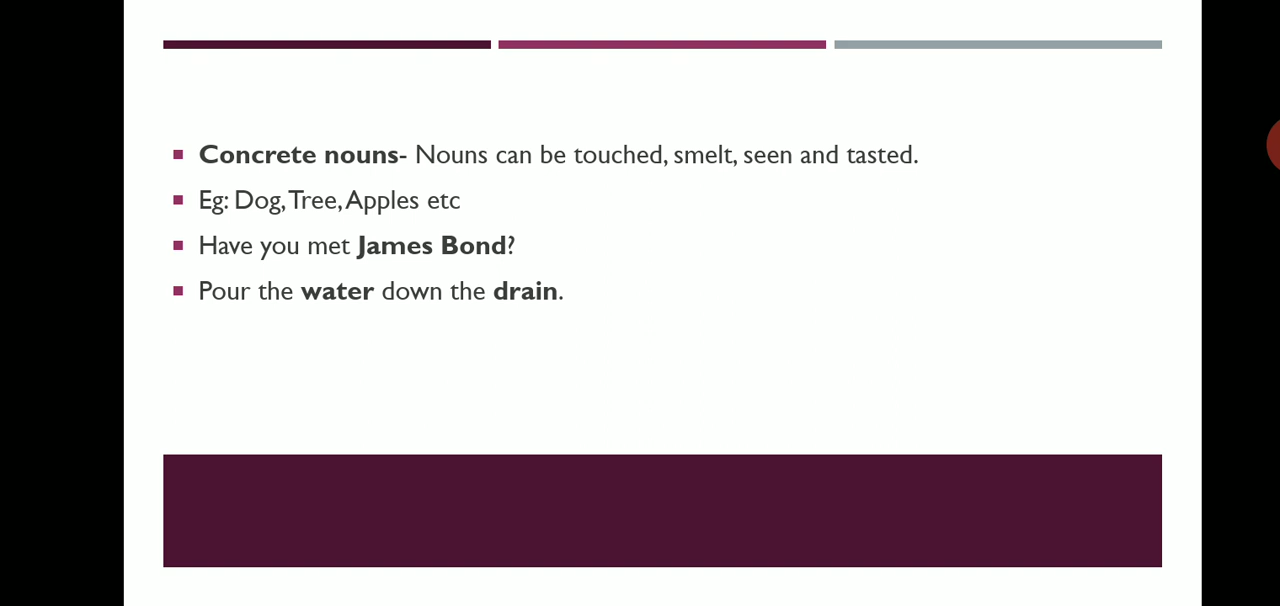 Concrete nouns- Nouns can be touched, smelt, seen and tasted.
Eg: Dog, Tree, Apples etc
Have you met James Bond?
Pour the water down the drain.